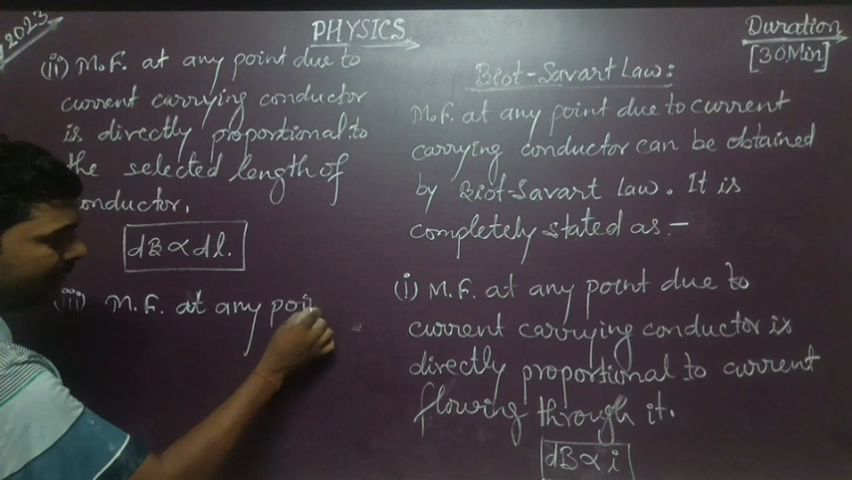 2023
PHYSICS
Duration
[30Min]
Biot-Savart Law:
M.F. at any point due to current
carrying conductor can be obtained
by Biot-Savart Law. It is
completely stated as -
(i) M.F. at any point due to
current carrying conductor is
directly proportional to current
flowing through it.
dB ∝ i
(ii) M.F. at any point due to
current carrying conductor
is directly proportional to
the selected length of
onductor.
dB ∝ dl.
(iii) M.F. at any poi